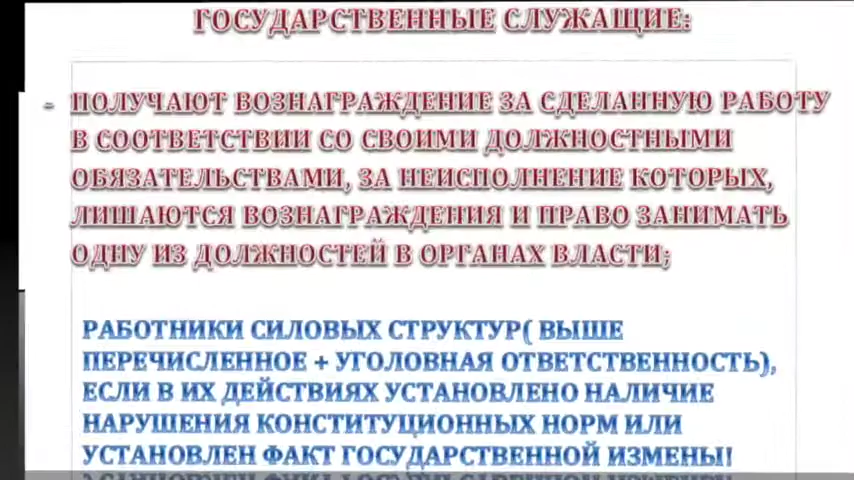 ГОСУДАРСТВЕННЫЕ СЛУЖАЩИЕ:
- ПОЛУЧАЮТ ВОЗНАГРАЖДЕНИЕ ЗА СДЕЛАННУЮ РАБОТУ
В СООТВЕТСТВИИ СО СВОИМИ ДОЛЖНОСТНЫМИ
ОБЯЗАТЕЛЬСТВАМИ, ЗА НЕИСПОЛНЕНИЕ КОТОРЫХ,
ЛИШАЮТСЯ ВОЗНАГРАЖДЕНИЯ И ПРАВО ЗАНИМАТЬ
ОДНУ ИЗ ДОЛЖНОСТЕЙ В ОРГАНАХ ВЛАСТИ;
РАБОТНИКИ СИЛОВЫХ СТРУКТУР( ВЫШЕ
ПЕРЕЧИСЛЕННОЕ + УГОЛОВНАЯ ОТВЕТСТВЕННОСТЬ),
ЕСЛИ В ИХ ДЕЙСТВИЯХ УСТАНОВЛЕНО НАЛИЧИЕ
НАРУШЕНИЯ КОНСТИТУЦИОННЫХ НОРМ ИЛИ
УСТАНОВЛЕН ФАКТ ГОСУДАРСТВЕННОЙ ИЗМЕНЫ!